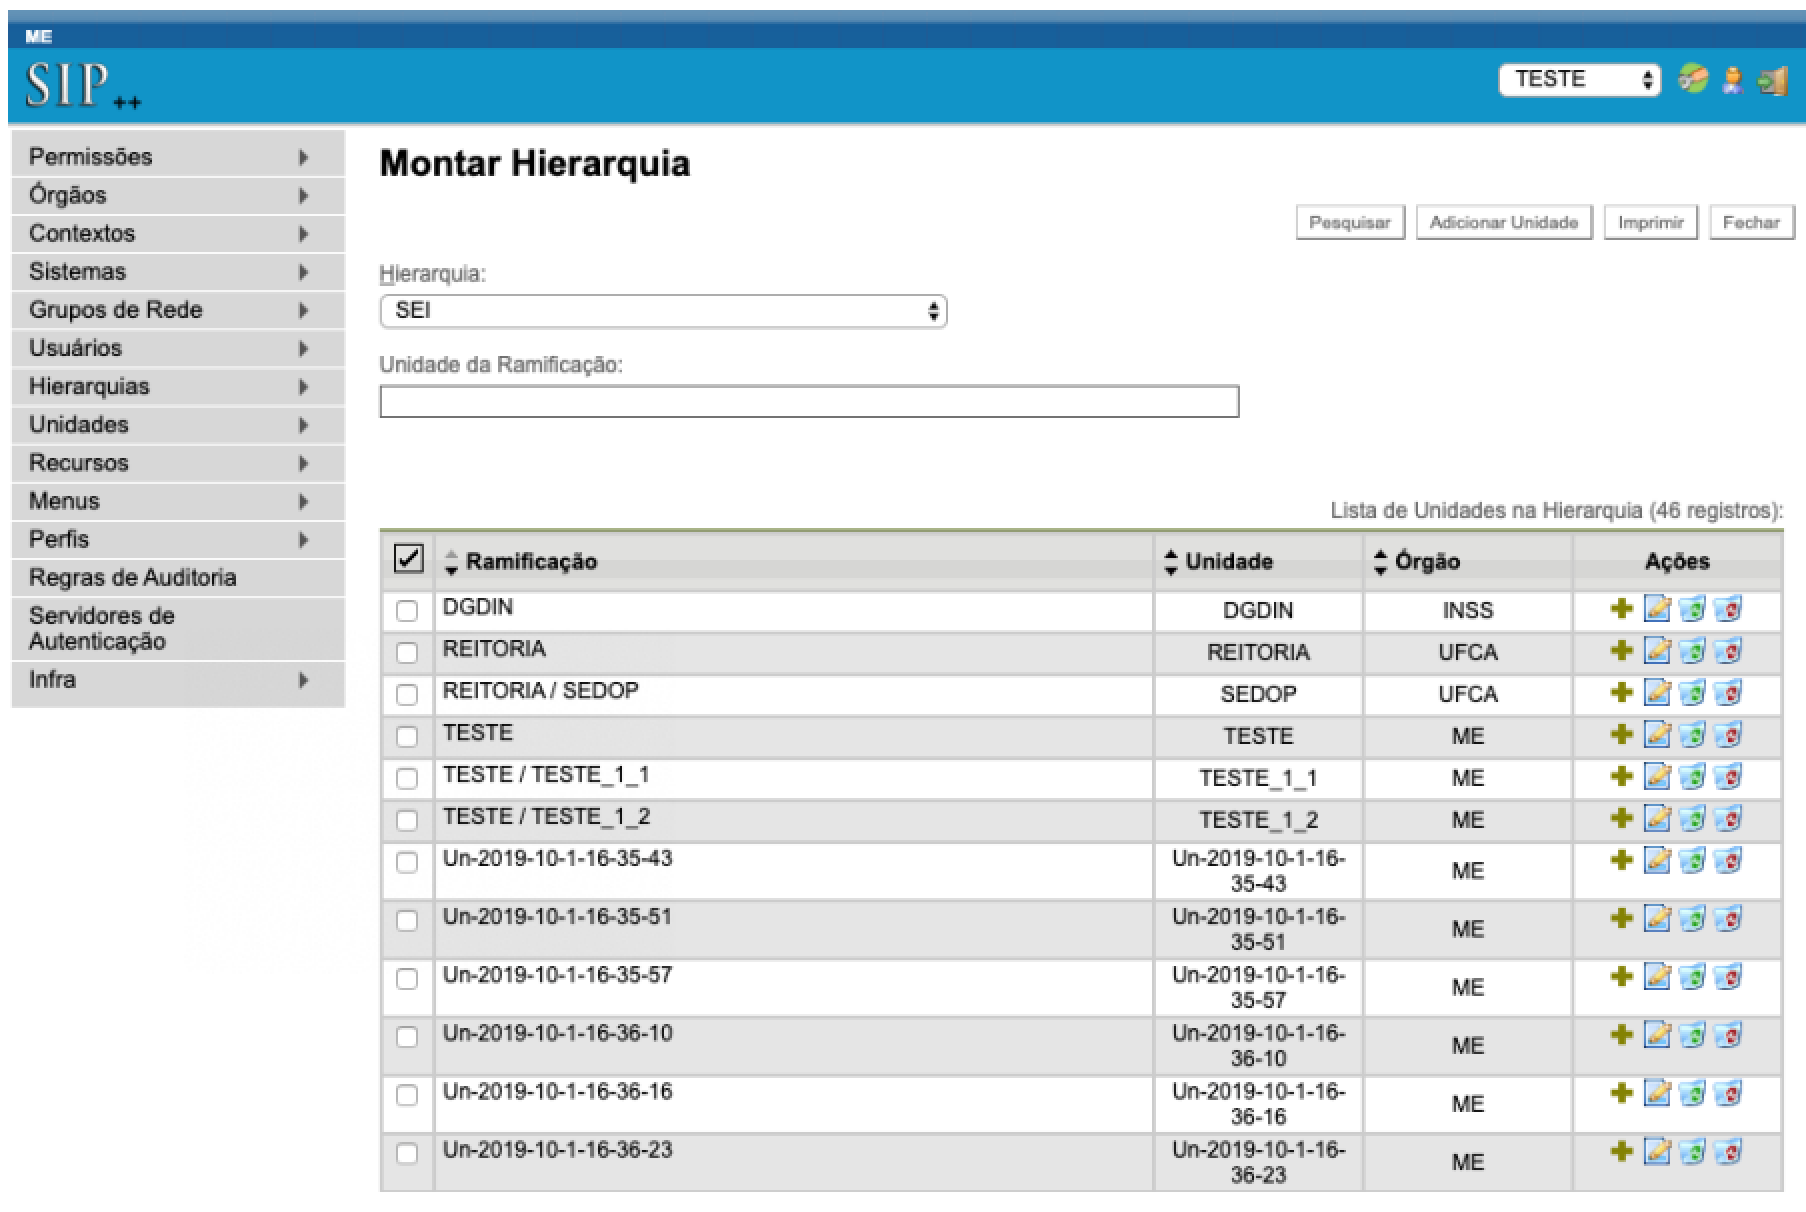 ME
SIP ++
TESTE
Permissões
Órgãos
Contextos
Sistemas
Grupos de Rede
Usuários
Hierarquias
Unidades
Recursos
Menus
Perfis
Regras de Auditoria
Servidores de
Autenticação
Infra
Montar Hierarquia
Pesquisar Adicionar Unidade Imprimir Fechar
Hierarquia:
SEI
Unidade da Ramificação:
Lista de Unidades na Hierarquia (46 registros):
Ramificação Unidade Órgão Ações
DGDIN DGDIN INSS
REITORIA REITORIA UFCA
REITORIA / SEDOP SEDOP UFCA
TESTE TESTE ME
TESTE / TESTE_1_1 TESTE_1_1 ME
TESTE / TESTE_1_2 TESTE_1_2 ME
Un-2019-10-1-16-35-43 Un-2019-10-1-16-
35-43 ME
Un-2019-10-1-16-35-51 Un-2019-10-1-16-
35-51 ME
Un-2019-10-1-16-35-57 Un-2019-10-1-16-
35-57 ME
Un-2019-10-1-16-36-10 Un-2019-10-1-16-
36-10 ME
Un-2019-10-1-16-36-16 Un-2019-10-1-16-
36-16 ME
Un-2019-10-1-16-36-23 Un-2019-10-1-16-
36-23 ME